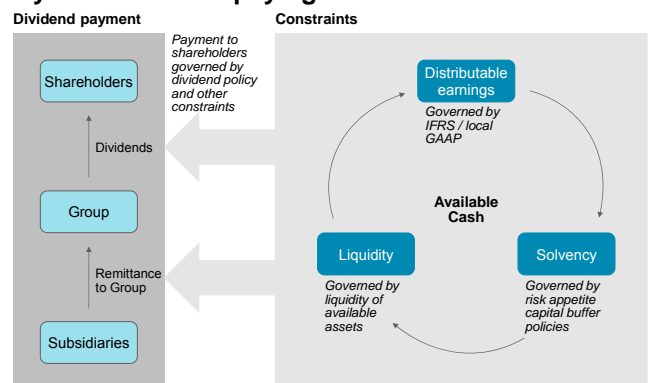 Dividend payment
Constraints
Payment to
shareholders
governed by
dividend policy
and other
constraints
Shareholders
Dividends
Group
Remittance
to Group
Subsidiaries
Distributable
earnings
Governed by
IFRS / local
GAAP
Available
Cash
Liquidity
Governed by
liquidity of
available
assets
Solvency
Governed by
risk appetite
capital buffer
policies